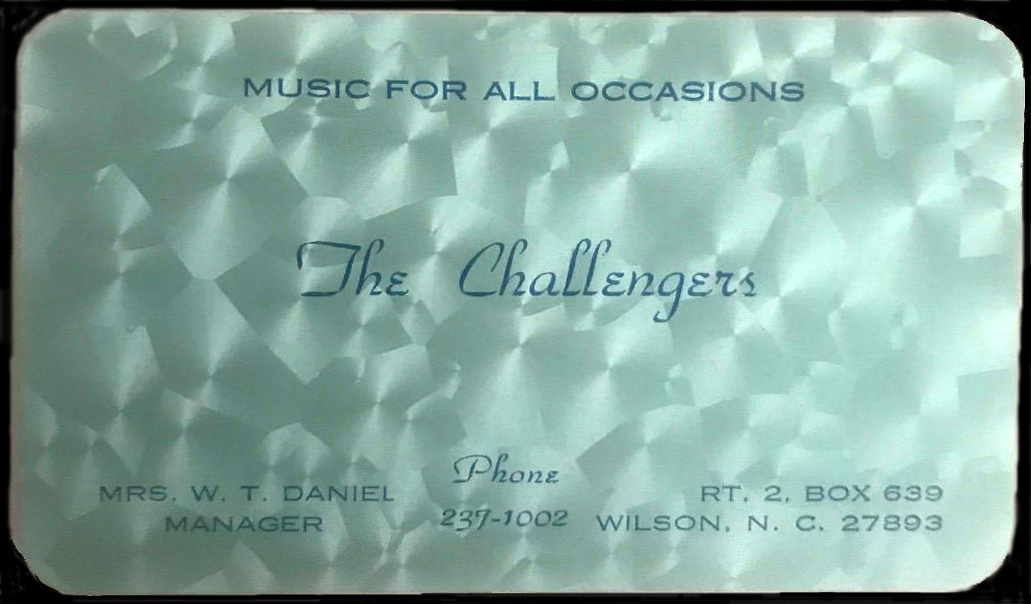 MUSIC FOR ALL OCCASIONS
The Challengers
MRS. W. T. DANIEL
MANAGER
Phone
237-1002
RT. 2, BOX 639
WILSON, N. C. 27893